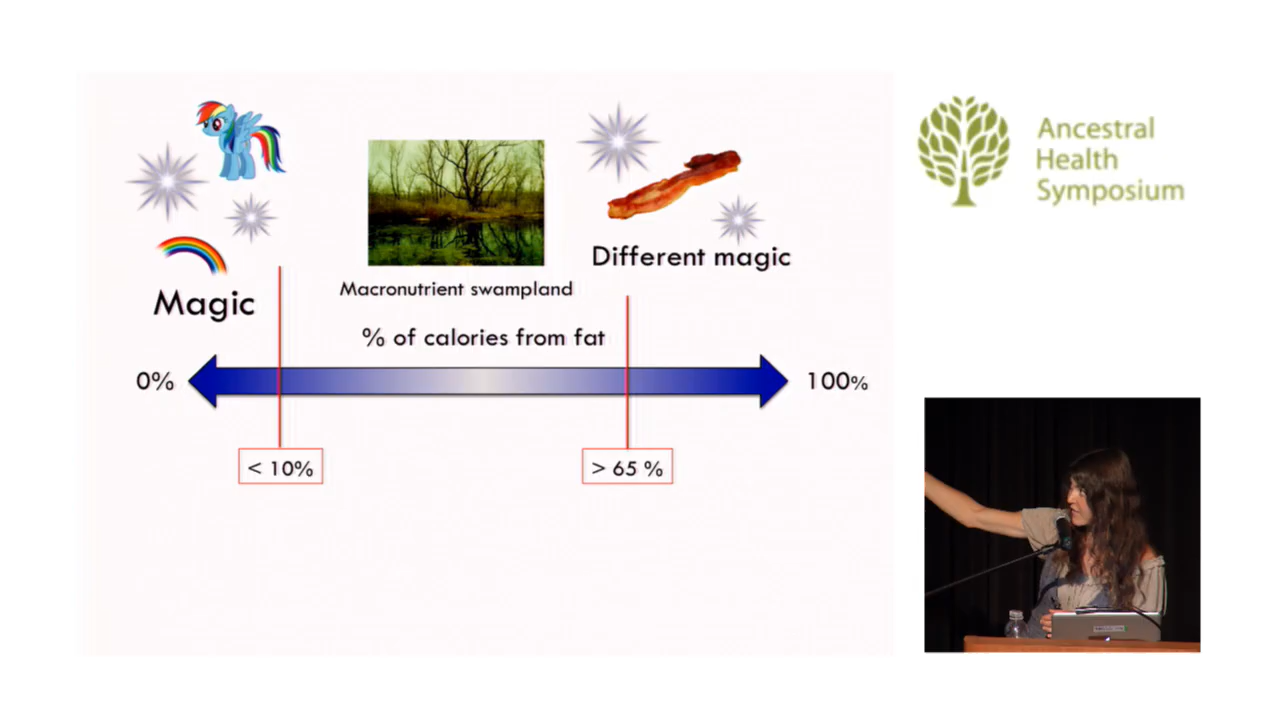 Ancestral
Health
Symposium
Different magic
Macronutrient swampland
Magic
% of calories from fat
0%
100%
< 10%
> 65 %